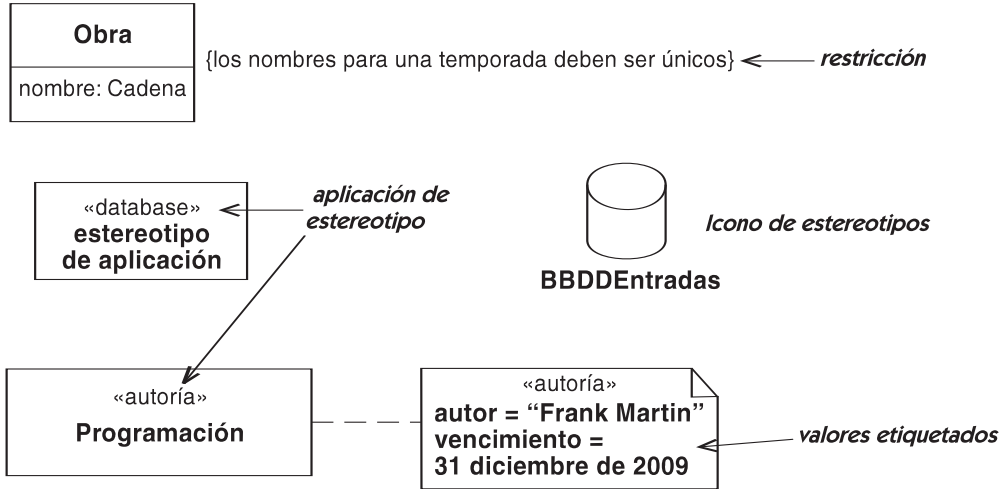 Obra
nombre: Cadena
{los nombres para una temporada deben ser únicos}
restricción
«database»
estereotipo
de aplicación
aplicación de
estereotipo
Icono de estereotipos
BBDDEntradas
«autoría»
Programación
«autoría»
autor = “Frank Martin”
vencimiento =
31 diciembre de 2009
valores etiquetados